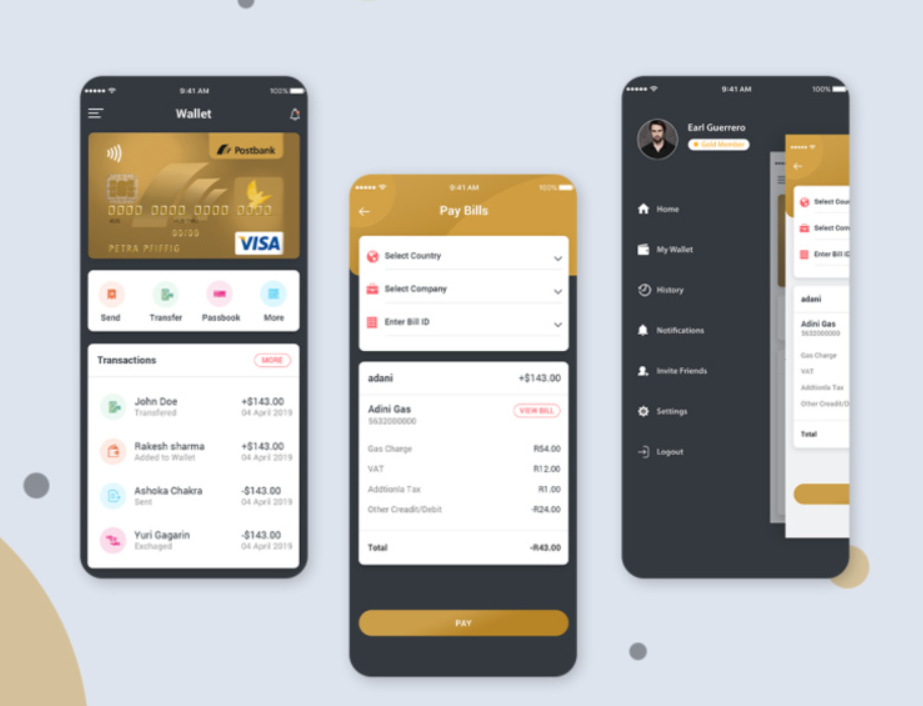 9:41 AM
100%
Wallet
Postbank
0000 0000 0000 0000
00/00
PETRA PFIFFIG
VISA
Send
Transfer
Passbook
More
Transactions
MORE
John Doe
+$143.00
Transfered
04 April 2019
Rakesh sharma
+$143.00
Added to Wallet
04 April 2019
Ashoka Chakra
-$143.00
Sent
04 April 2019
Yuri Gagarin
-$143.00
Exchaged
04 April 2019
9:41 AM
100%
Pay Bills
Select Country
Select Company
Enter Bill ID
adani
+$143.00
Adini Gas
VIEW BILL
5632000000
Gas Charge
R54.00
VAT
R12.00
Addtionla Tax
R1.00
Other Creadit/Debit
-R24.00
Total
-R43.00
PAY
9:41 AM
100%
Earl Guerrero
Gold Member
Home
My Wallet
History
Notifications
Invite Friends
Settings
Logout
Select Cou
Select Com
Enter Bill ID
adani
Adini Gas
5632000000
Gas Charge
VAT
Addtionla Tax
Other Creadit/D
Total